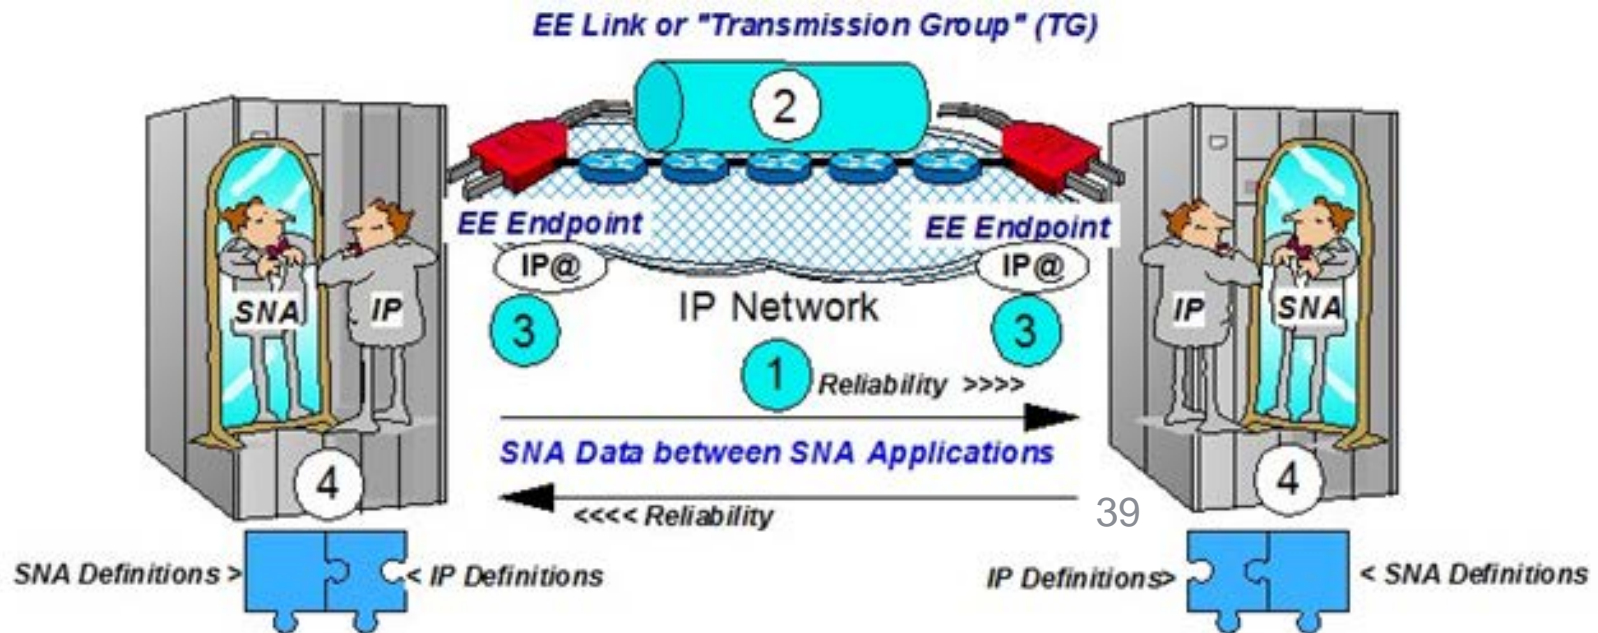 EE Link or "Transmission Group" (TG)
2
EE Endpoint
EE Endpoint
IP@
IP@
SNA
IP
IP
SNA
3
IP Network
3
1
Reliability >>>>
SNA Data between SNA Applications
4
4
<<<< Reliability
39
SNA Definitions >
< IP Definitions
IP Definitions>
< SNA Definitions